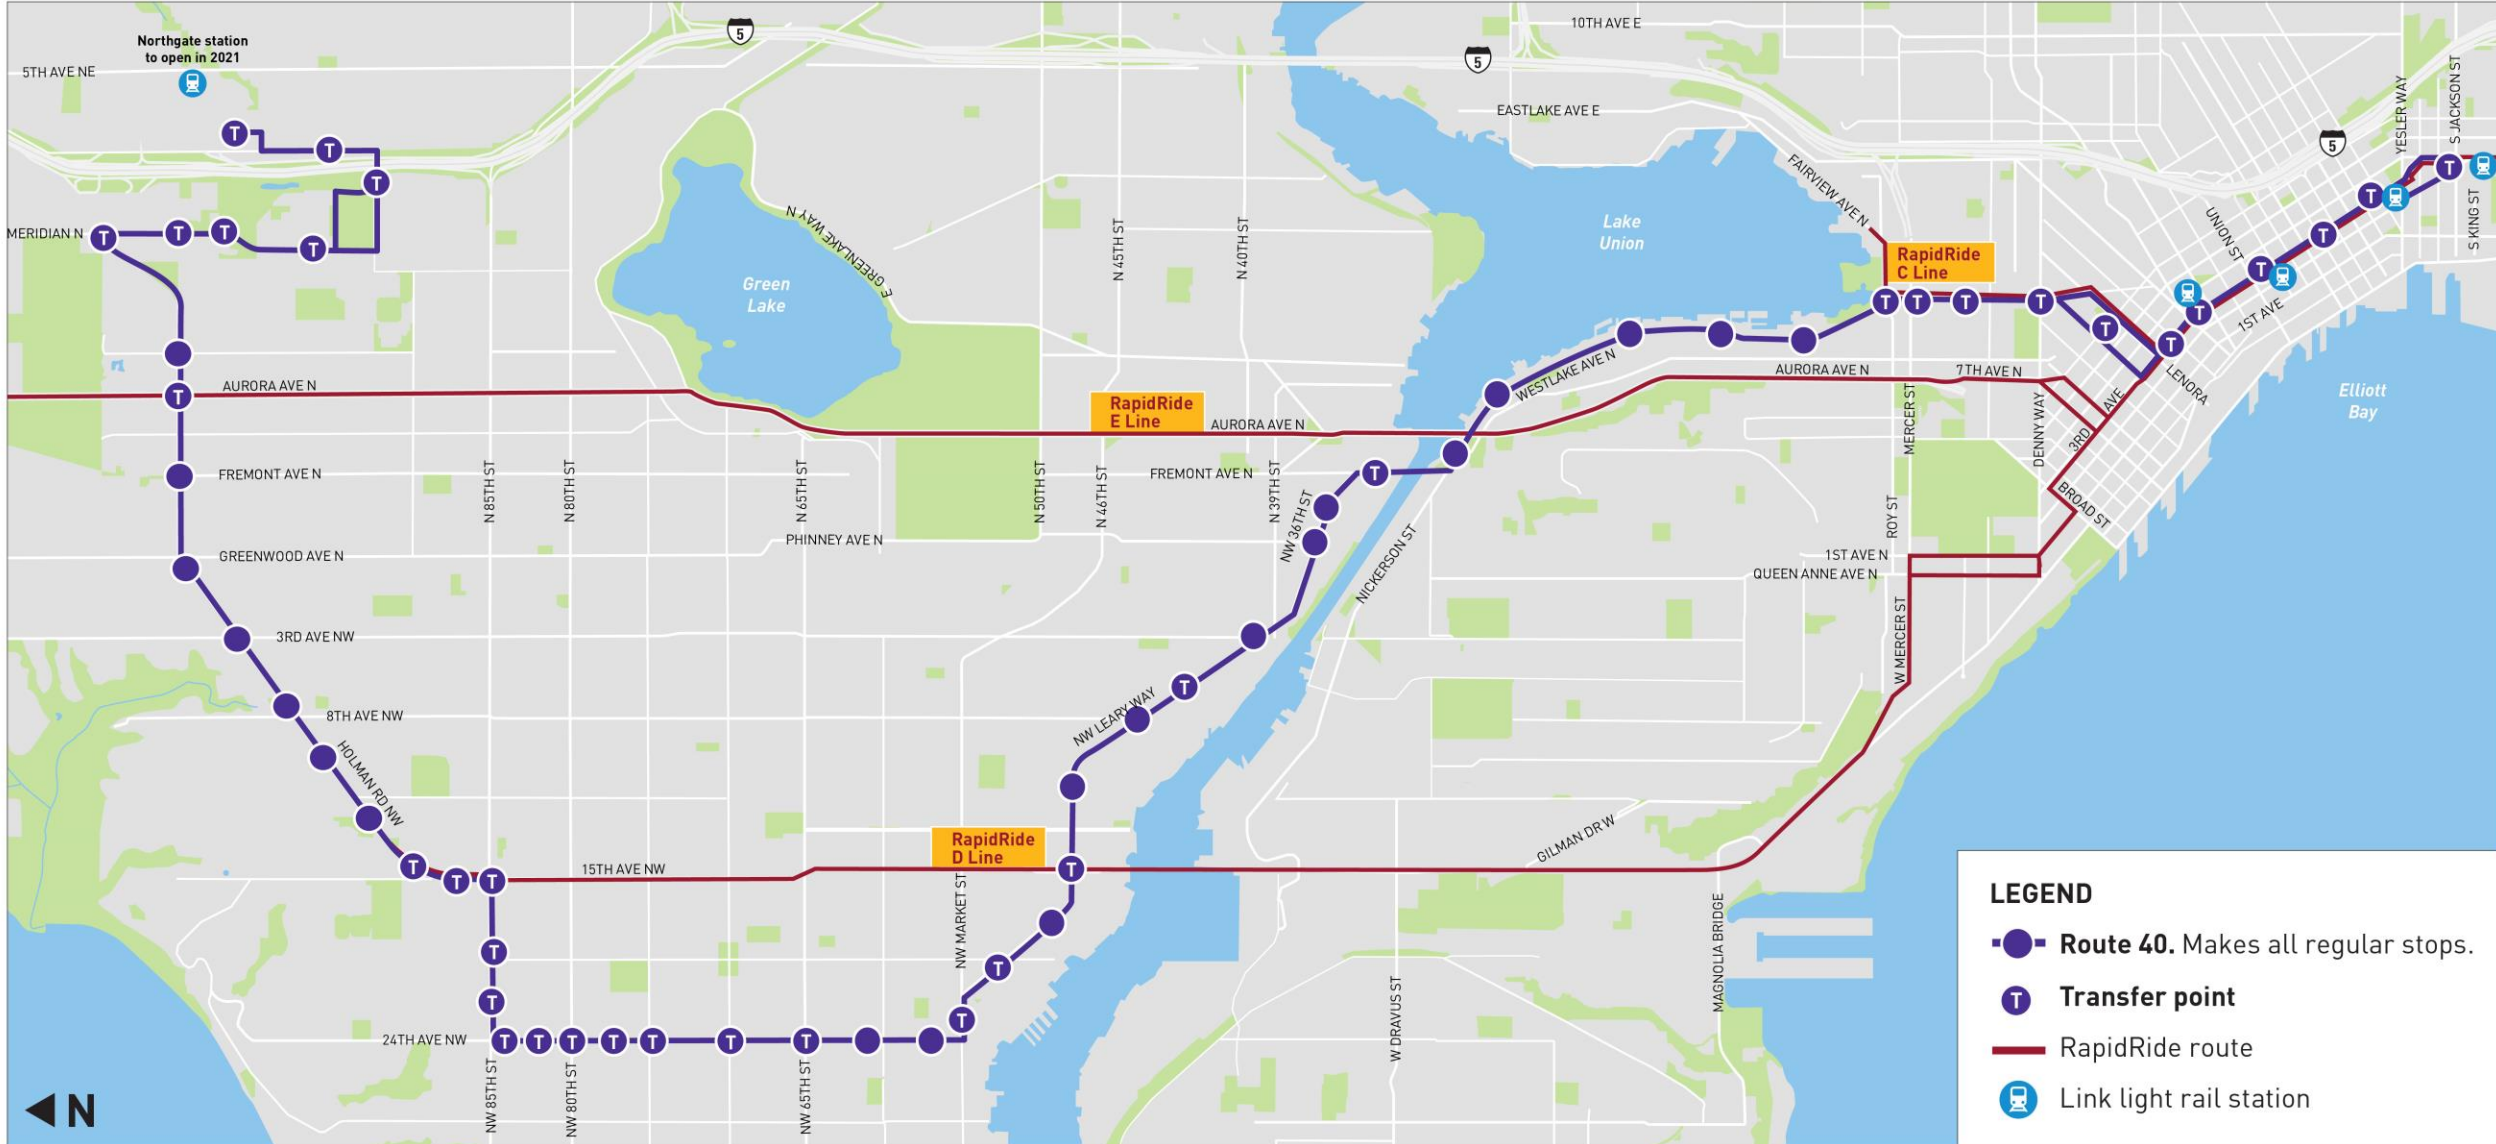 10TH AVE E
5
Northgate station
to open in 2021
5TH AVE NE
5
EASTLAKE AVE E
YESLER WAY
S JACKSON ST
5
FAIRVIEW AVE N
T
T
T
T
T
MERIDIAN N
T
T
T
T
E GREENLAKE WAY N
N 45TH ST
N 40TH ST
Lake
Union
UNION ST
S KING ST
T
T
RapidRide
C Line
Green
Lake
T
T
T
T
T
T
T
1ST AVE
WESTLAKE AVE N
AURORA AVE N
7TH AVE N
LENORA
AURORA AVE N
T
RapidRide
E Line
AURORA AVE N
MERCER ST
DENNY WAY
3RD
AVE
Elliott
Bay
FREMONT AVE N
N 85TH ST
N 80TH ST
N 65TH ST
N 50TH ST
N 46TH ST
FREMONT AVE N
N 39TH ST
T
NW 36TH ST
BROAD ST
ROY ST
PHINNEY AVE N
NICKERSON ST
GREENWOOD AVE N
1ST AVE N
QUEEN ANNE AVE N
3RD AVE NW
W MERCER ST
T
8TH AVE NW
NW LEARY WAY
HOLMAN RD NW
RapidRide
D Line
GILMAN DR W
T
T
T
15TH AVE NW
T
NW MARKET ST
MAGNOLIA BRIDGE
T
T
T
T
W DRAVUS ST
24TH AVE NW
T
T
T
T
T
T
T
NW 85TH ST
NW 80TH ST
NW 65TH ST
N
LEGEND
Route 40. Makes all regular stops.
T
Transfer point
RapidRide route
Link light rail station